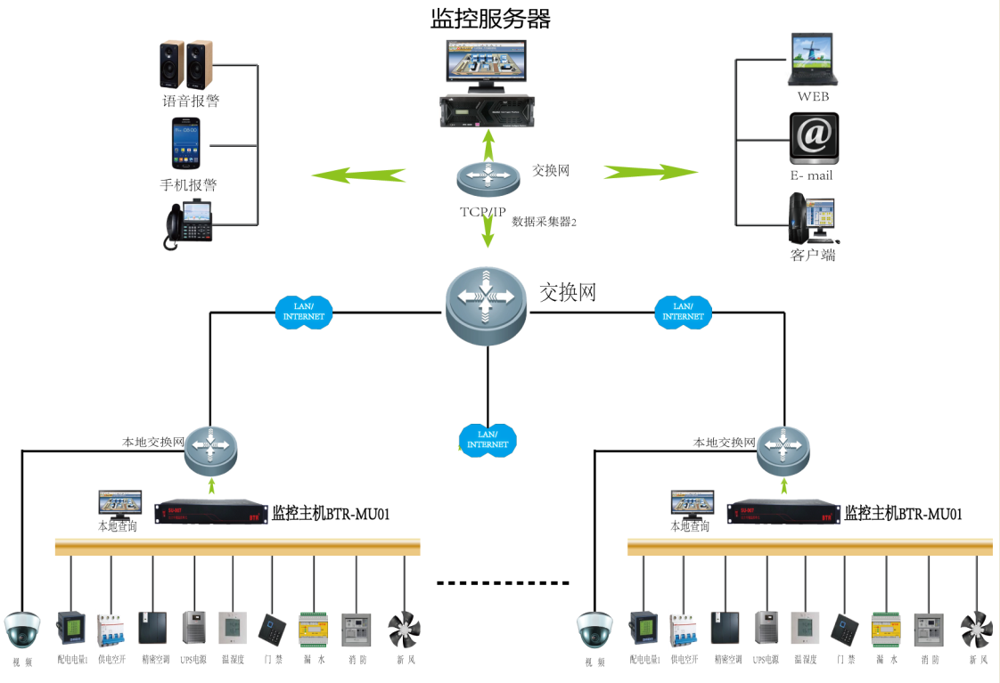 监控服务器
语音报警
WEB
交换网
手机报警
E- mail
TCP/IP
数据采集器2
客户端
交换网
LAN/
INTERNET
LAN/
INTERNET
LAN/
INTERNET
本地交换网
本地交换网
监控主机BTR-MU01
本地查询
BTR
监控主机BTR-MU01
本地查询
BTR
视 频
配电电量1
供电空开
精密空调
UPS电源
温湿度
门 禁
漏 水
消 防
新 风
视 频
配电电量1
供电空开
精密空调
UPS电源
温湿度
门 禁
漏 水
消 防
新 风